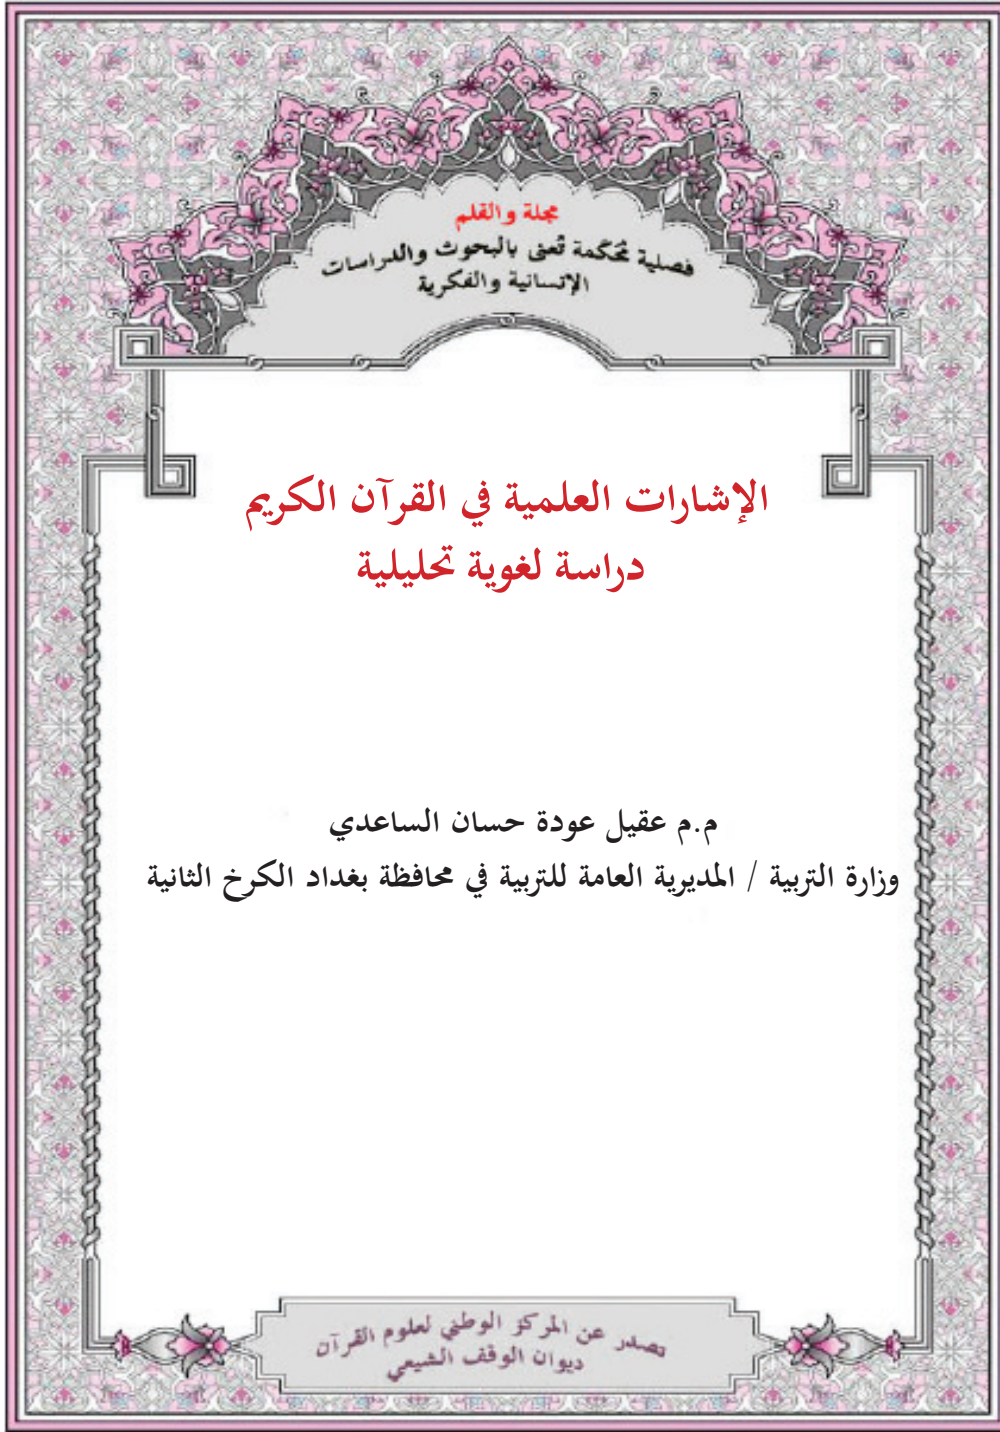 مجلة والقلم
فصلية مُحَكَّمة تُعنى بالبحوث والدراسات
الإنسانية والفكرية
الإشارات العلمية في القرآن الكريم
دراسة لغوية تحليلية
م.م عقيل عودة حسان الساعدي
وزارة التربية / المديرية العامة للتربية في محافظة بغداد الكرخ الثانية
تصدر عن المركز الوطني لعلوم القرآن
ديوان الوقف الشيعي